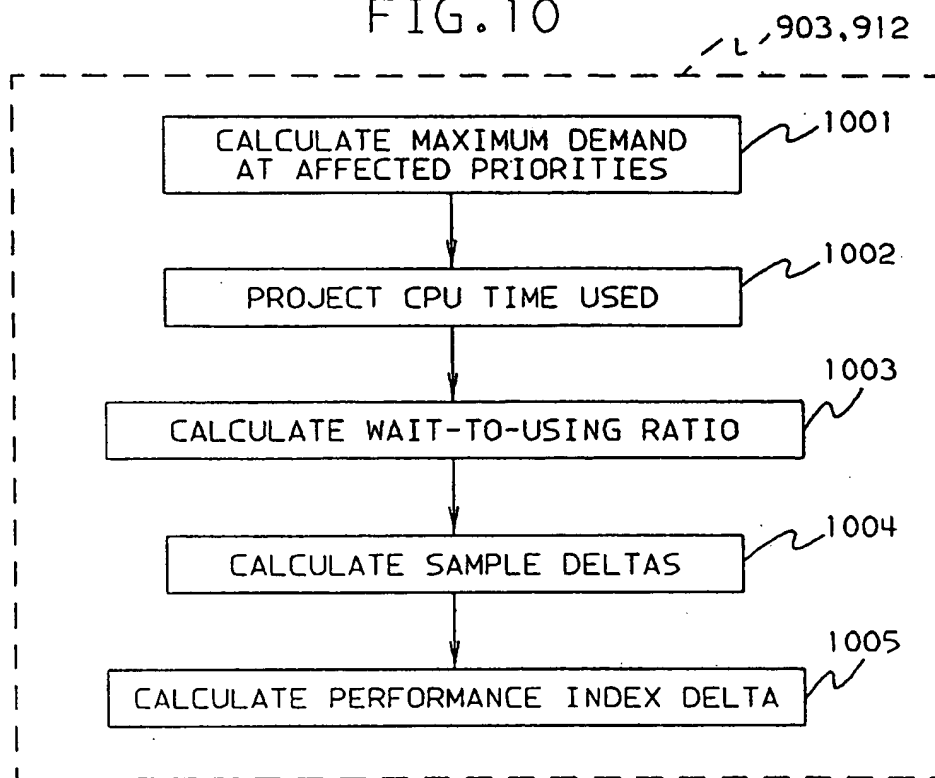 FIG.10
903,912
CALCULATE MAXIMUM DEMAND
AT AFFECTED PRIORITIES
1001
PROJECT CPU TIME USED
1002
CALCULATE WAIT-TO-USING RATIO
1003
CALCULATE SAMPLE DELTAS
1004
CALCULATE PERFORMANCE INDEX DELTA
1005